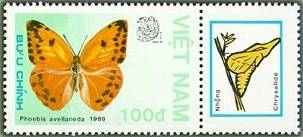 BƯU CHÍNH
VIỆT NAM
Phoebis avellaneda 1989
100đ
Nhộng
Chrysalide